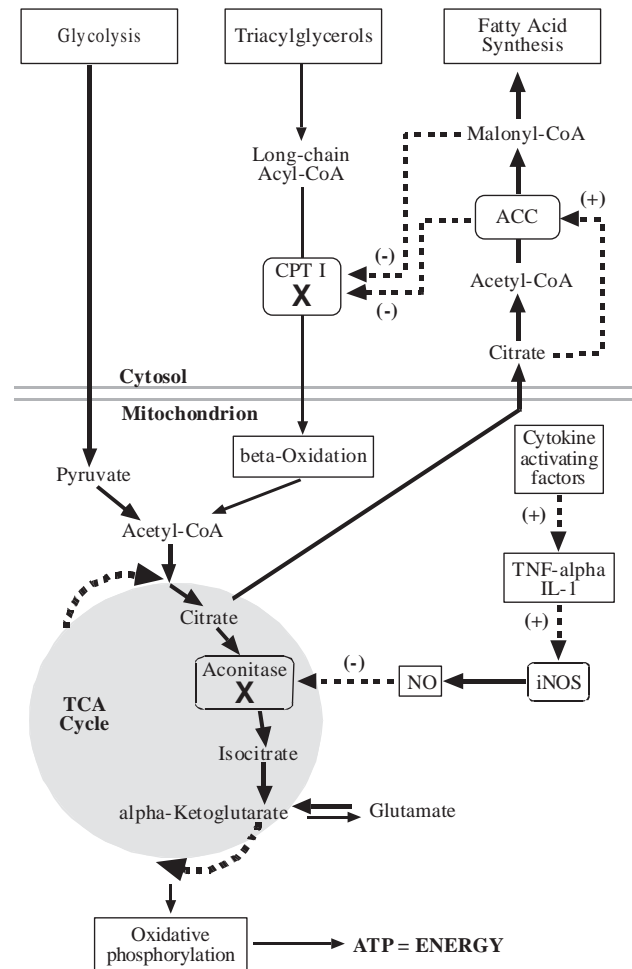 Glycolysis
Triacylglycerols
Fatty Acid
Synthesis
Malonyl-CoA
Long-chain
Acyl-CoA
(+)
ACC
(-)
CPT I
X
Acetyl-CoA
(-)
Citrate
Cytosol
Mitochondrion
Cytokine
activating
factors
beta-Oxidation
Pyruvate
(+)
Acetyl-CoA
TNF-alpha
IL-1
Citrate
(+)
Aconitase
X
(-)
NO
iNOS
TCA
Cycle
Isocitrate
alpha-Ketoglutarate
Glutamate
Oxidative
phosphorylation
ATP = ENERGY